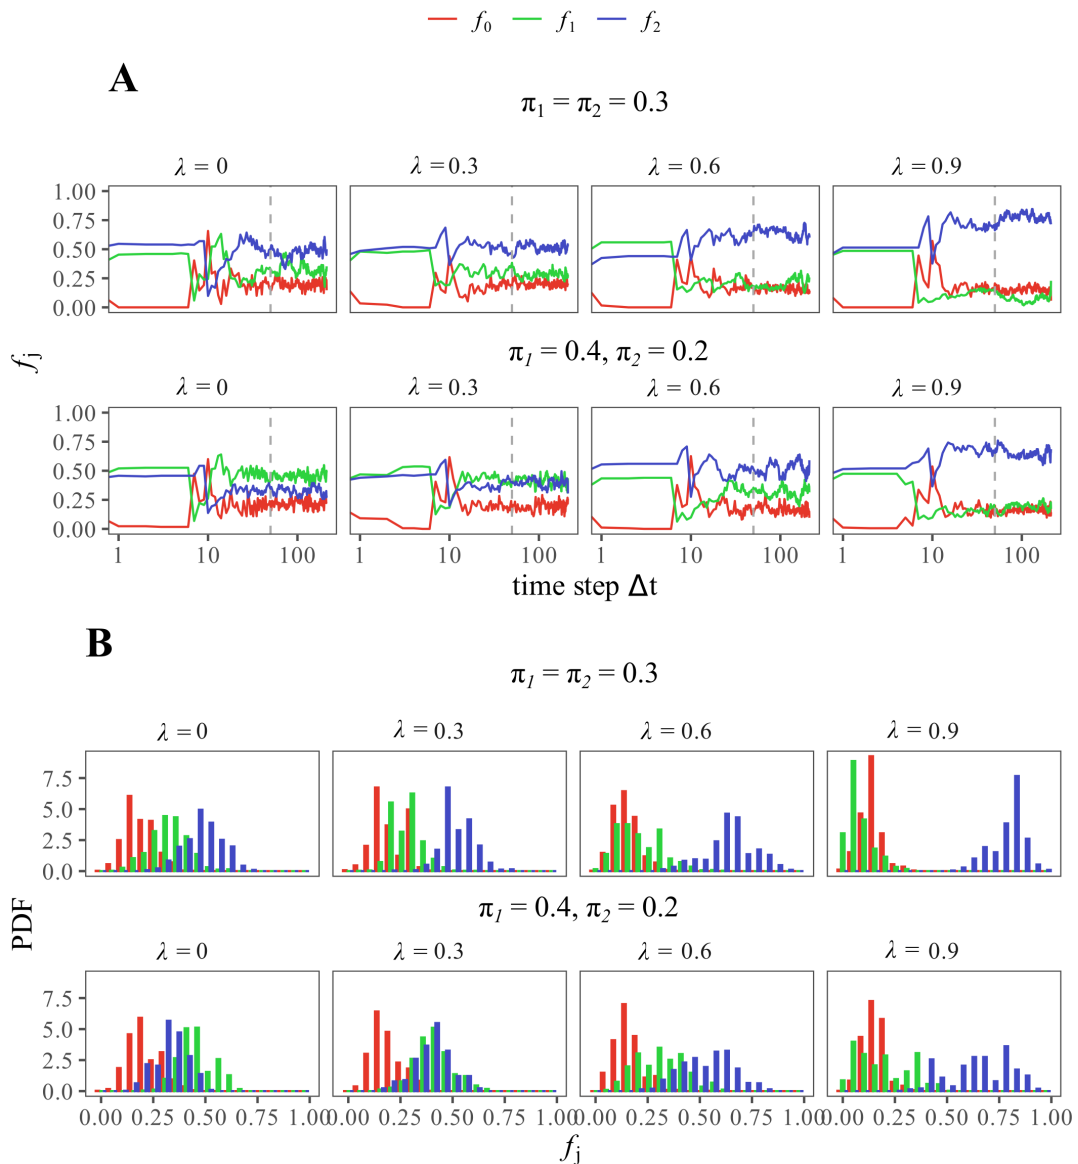 f₀ f₁ f₂
A
π₁ = π₂ = 0.3
λ = 0 λ = 0.3 λ = 0.6 λ = 0.9
1.00
0.75
0.50
0.25
0.00
π₁ = 0.4, π₂ = 0.2
λ = 0 λ = 0.3 λ = 0.6 λ = 0.9
1.00
0.75
0.50
0.25
0.00
fⱼ
1 10 100 1 10 100 1 10 100 1 10 100
time step Δt
B
π₁ = π₂ = 0.3
λ = 0 λ = 0.3 λ = 0.6 λ = 0.9
7.5
5.0
2.5
0.0
π₁ = 0.4, π₂ = 0.2
λ = 0 λ = 0.3 λ = 0.6 λ = 0.9
7.5
5.0
2.5
0.0
PDF
0.00 0.25 0.50 0.75 1.00 0.00 0.25 0.50 0.75 1.00 0.00 0.25 0.50 0.75 1.00 0.00 0.25 0.50 0.75 1.00
fⱼ